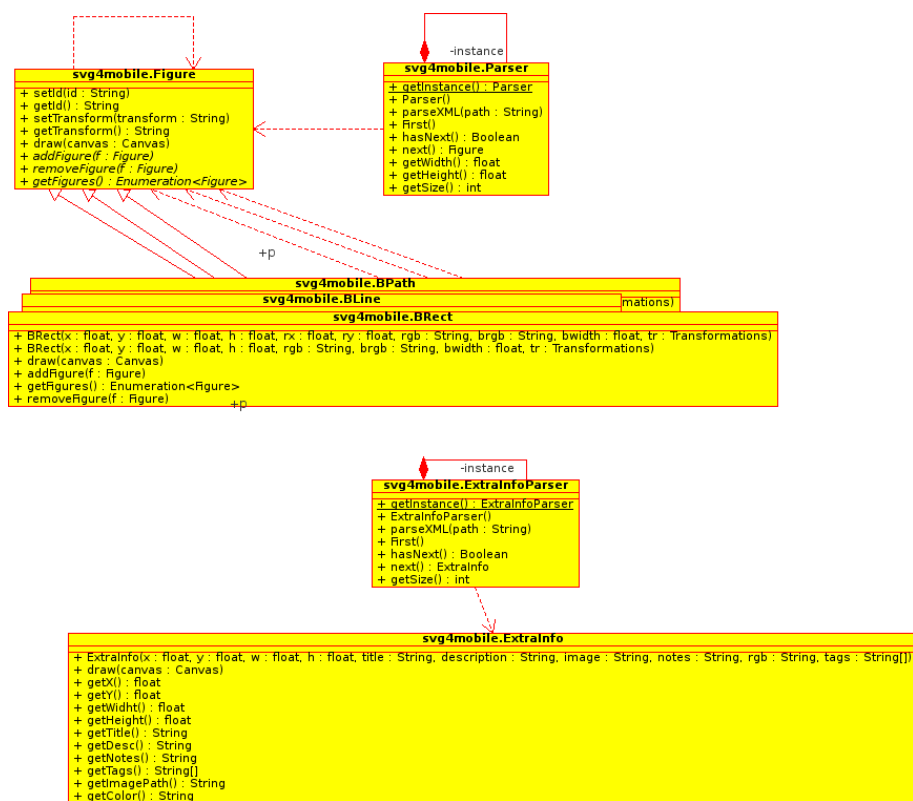 -instance
svg4mobile.Figure
+ setId(id : String)
+ getId() : String
+ setTransform(transform : String)
+ getTransform() : String
+ draw(canvas : Canvas)
+ addFigure(f : Figure)
+ removeFigure(f : Figure)
+ getFigures() : Enumeration<Figure>
svg4mobile.Parser
+ getInstance() : Parser
+ Parser()
+ parseXML(path : String)
+ First()
+ hasNext() : Boolean
+ next() : Figure
+ getWidth() : float
+ getHeight() : float
+ getSize() : int
+p
svg4mobile.BPath
svg4mobile.BLine
mations)
svg4mobile.BRect
+ BRect(x : float, y : float, w : float, h : float, rx : float, ry : float, rgb : String, brgb : String, bwidth : float, tr : Transformations)
+ BRect(x : float, y : float, w : float, h : float, rgb : String, brgb : String, bwidth : float, tr : Transformations)
+ draw(canvas : Canvas)
+ addFigure(f : Figure)
+ getFigures() : Enumeration<Figure>
+ removeFigure(f : Figure)
+p
-instance
svg4mobile.ExtraInfoParser
+ getInstance() : ExtraInfoParser
+ ExtraInfoParser()
+ parseXML(path : String)
+ First()
+ hasNext() : Boolean
+ next() : ExtraInfo
+ getSize() : int
svg4mobile.ExtraInfo
+ ExtraInfo(x : float, y : float, w : float, h : float, title : String, description : String, image : String, notes : String, rgb : String, tags : String[])
+ draw(canvas : Canvas)
+ getX() : float
+ getY() : float
+ getWidht() : float
+ getHeight() : float
+ getTitle() : String
+ getDesc() : String
+ getNotes() : String
+ getTags() : String[]
+ getImagePath() : String
+ getColor() : String